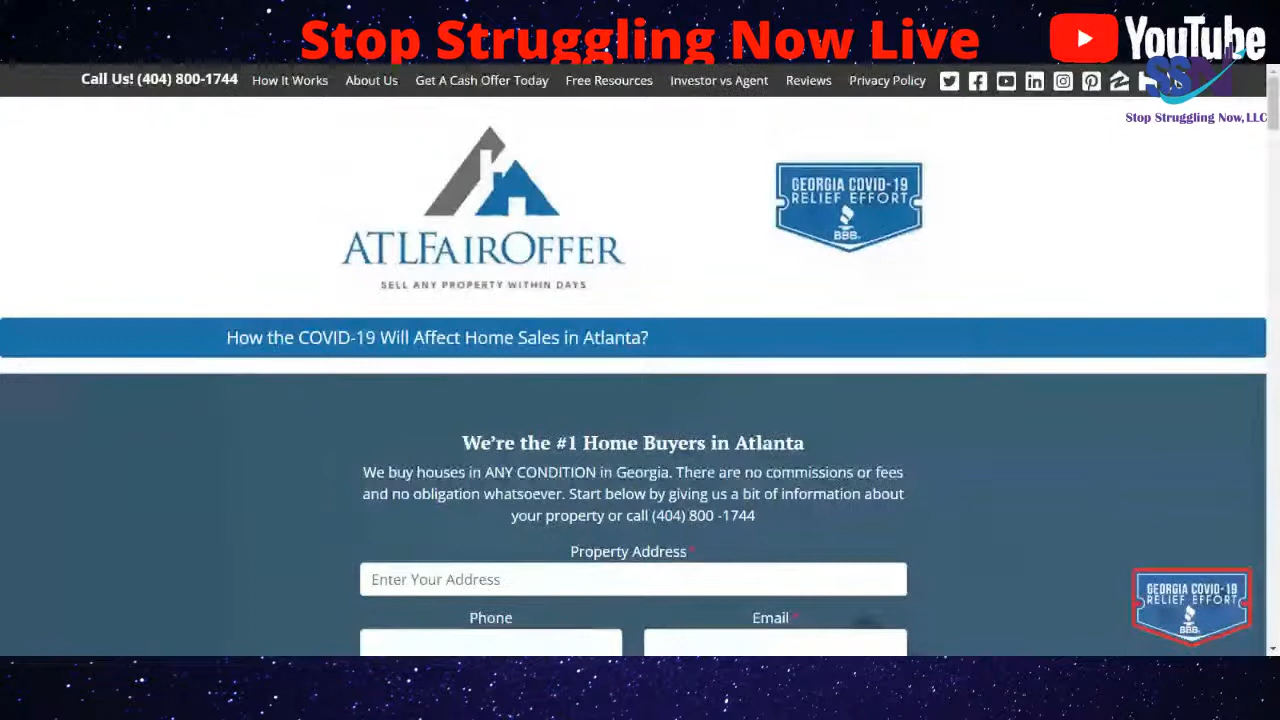 Stop Struggling Now Live
YouTube
Call Us! (404) 800-1744 How It Works About Us Get A Cash Offer Today Free Resources Investor vs Agent Reviews Privacy Policy
Stop Struggling Now, LLC
ATLFAIROFFER
SELL ANY PROPERTY WITHIN DAYS
GEORGIA COVID-19
RELIEF EFFORT
BBB
How the COVID-19 Will Affect Home Sales in Atlanta?
We're the #1 Home Buyers in Atlanta
We buy houses in ANY CONDITION in Georgia. There are no commissions or fees
and no obligation whatsoever. Start below by giving us a bit of information about
your property or call (404) 800 -1744
Property Address *
Enter Your Address
Phone Email *
GEORGIA COVID-19
RELIEF EFFORT
BBB